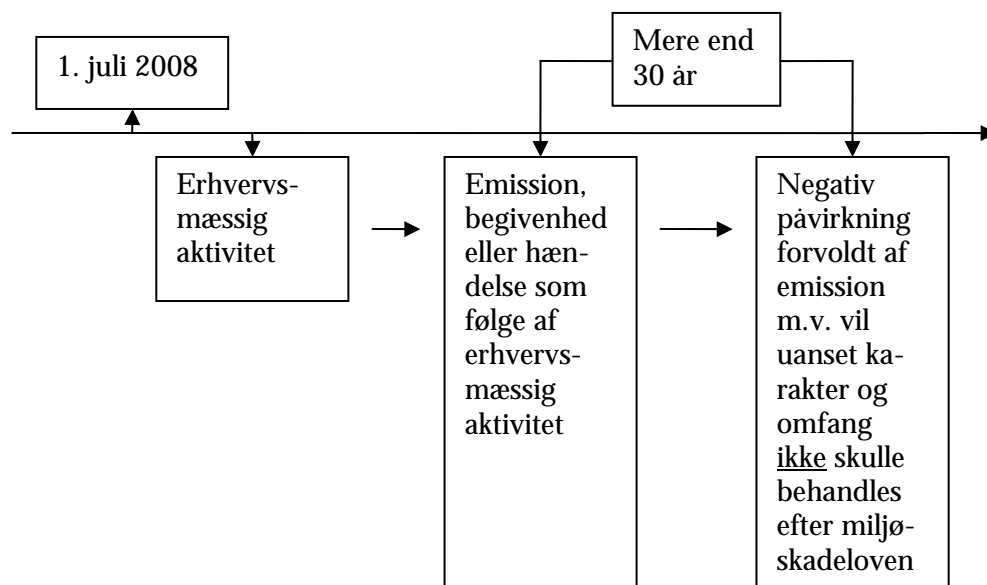 1. juli 2008
Mere end
30 år
Erhvervs-
mæssig
aktivitet
Emission,
begivenhed
eller hæn-
delse som
følge af
erhvervs-
mæssig
aktivitet
Negativ
påvirkning
forvoldt af
emission
m.v. vil
uanset ka-
rakter og
omfang
ikke skulle
behandles
efter miljø-
skadeloven